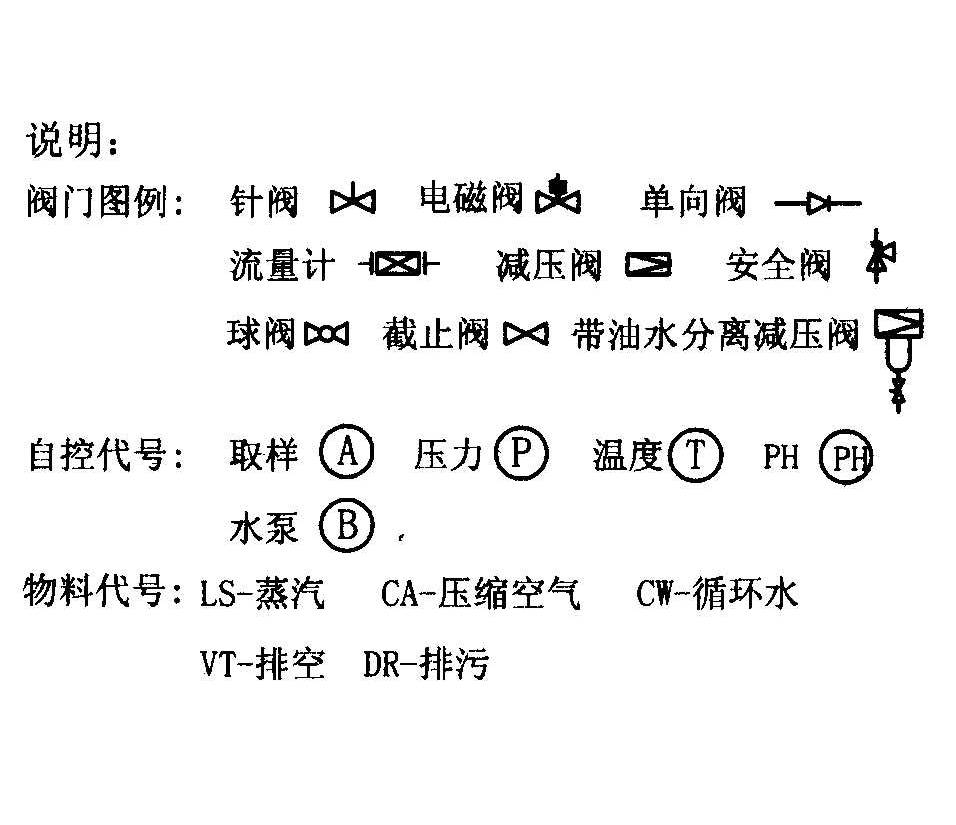 说明:
阀门图例: 针阀 电磁阀 单向阀
流量计 减压阀 安全阀
球阀 截止阀 带油水分离减压阀
自控代号: 取样 A 压力 P 温度 T PH PH
水泵 B
物料代号: LS-蒸汽 CA-压缩空气 CW-循环水
VT-排空 DR-排污